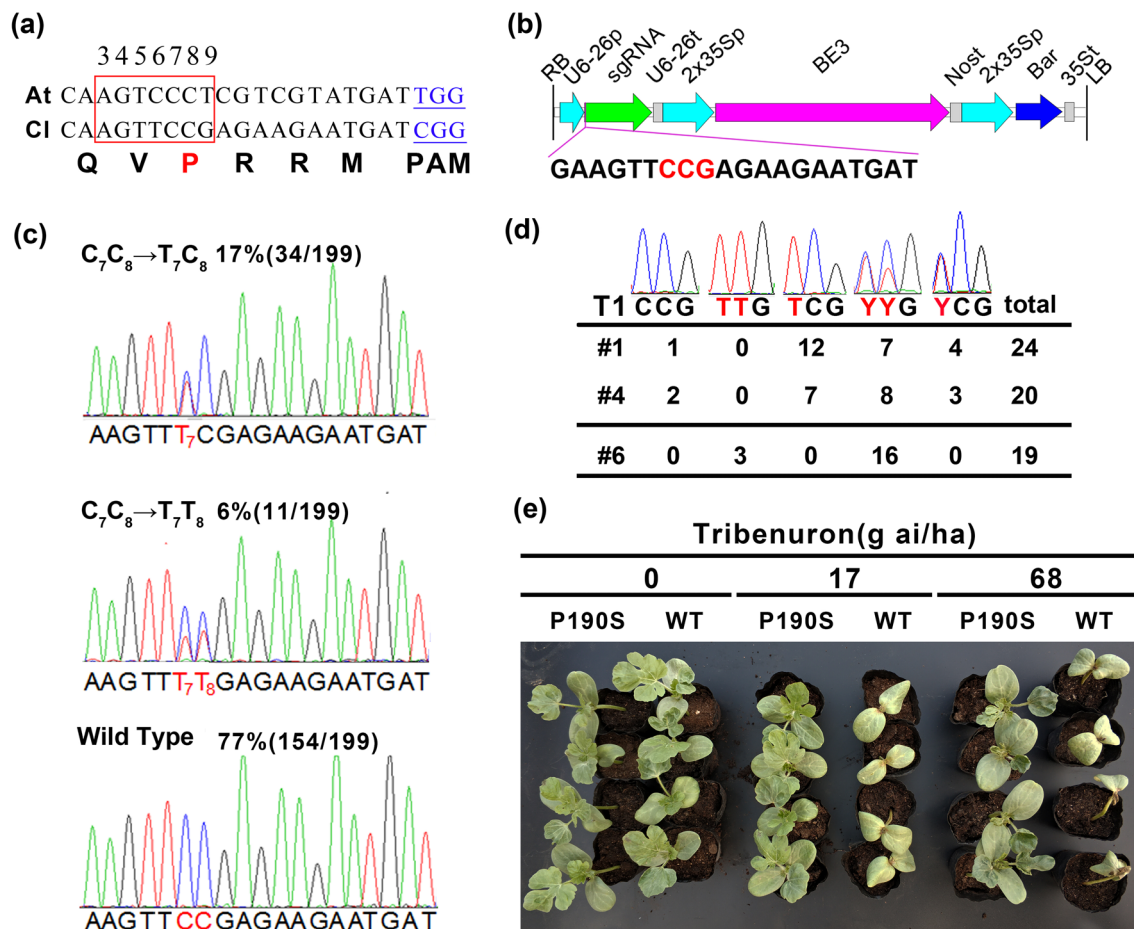 (a)
3456789
At CAAGTCCCTCGTCGTATGATTGG
Cl CAAGTTCCGAGAAGAATGATCGG
Q V P R R M PAM
(b)
RB U6-26p sgRNA U6-26t 2x35Sp BE3 Nost 2x35Sp Bar 35St LB
GAAGTTCCGAGAAGAATGAT
(c)
C7C8→T7C8 17%(34/199)
AAGTTT7CGAGAAGAATGAT
C7C8→T7T8 6%(11/199)
AAGTTT7T8GAGAAGAATGAT
Wild Type 77%(154/199)
AAGTTCCGAGAAGAATGAT
(d)
T1 CCG TTG TCG YYG YCG total
#1 1 0 12 7 4 24
#4 2 0 7 8 3 20
#6 0 3 0 16 0 19
(e)
Tribenuron(g ai/ha)
0 17 68
P190S WT P190S WT P190S WT